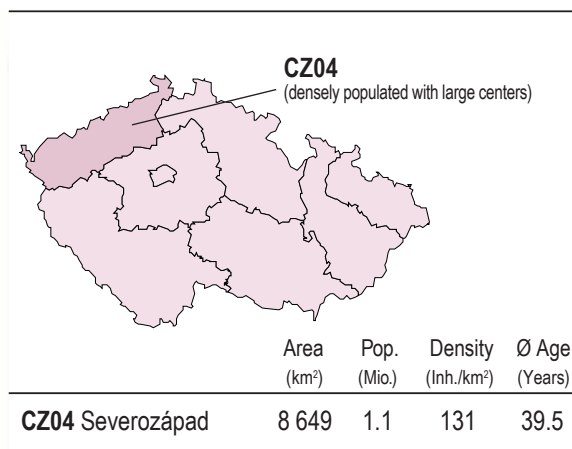 CZ04
(densely populated with large centers)
Area Pop. Density Ø Age
(km²) (Mio.) (Inh./km²) (Years)
CZ04 Severozápad 8 649 1.1 131 39.5